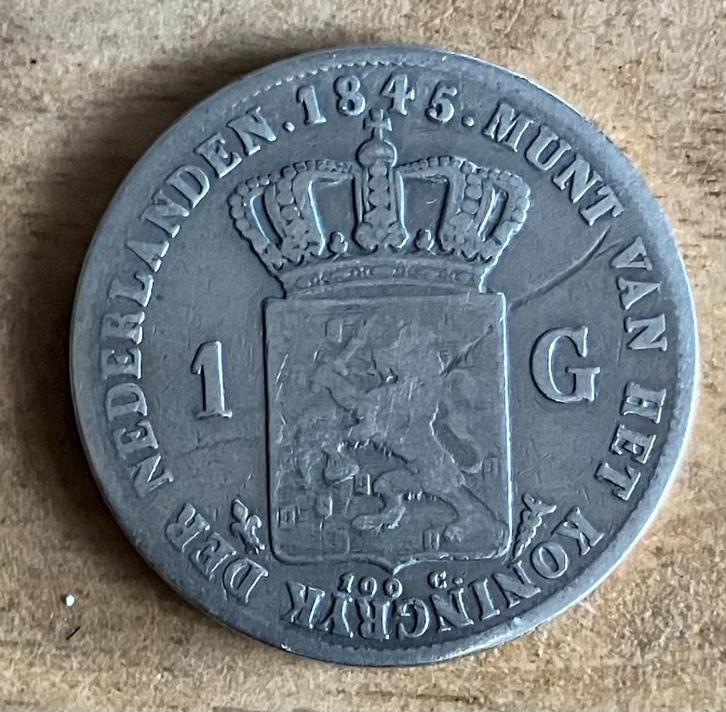 MUNT VAN HET KONINGRYK DER NEDERLANDEN. 1845.
1 G
100 C.